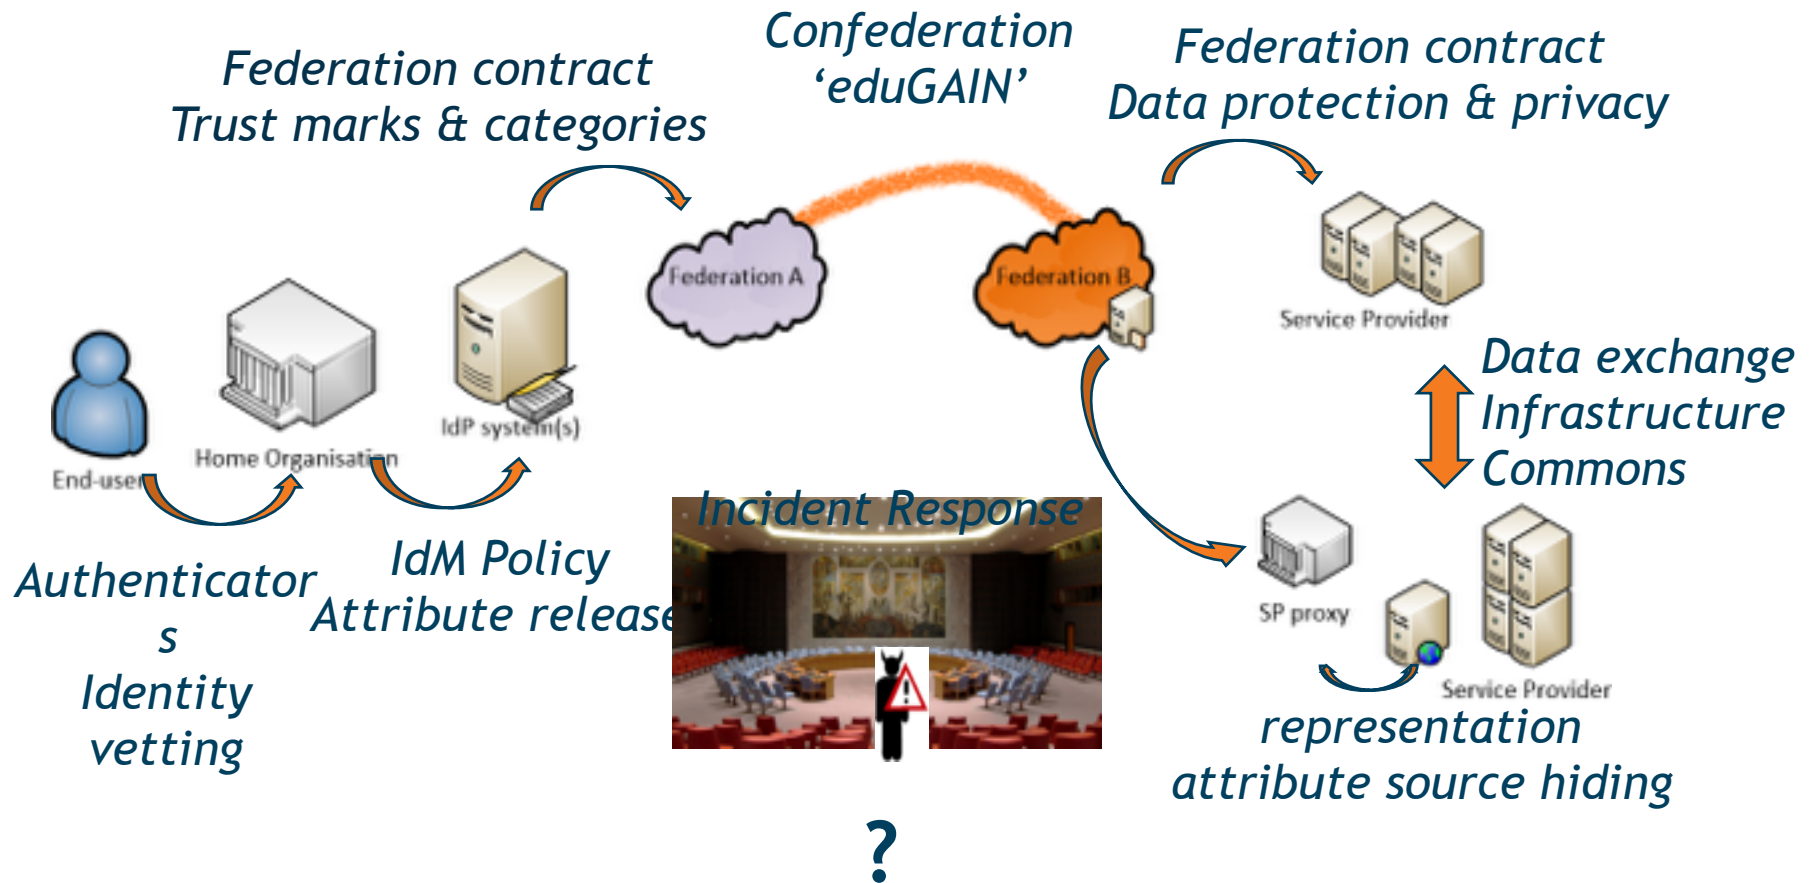 Confederation
‘eduGAIN’
Federation contract
Trust marks & categories
Federation contract
Data protection & privacy
Federation A
Federation B
Service Provider
IdP system(s)
Home Organisation
End-user
Data exchange
Infrastructure
Commons
Incident Response
Authenticator
s
Identity
vetting
IdM Policy
Attribute release
SP proxy
Service Provider
representation
attribute source hiding
?